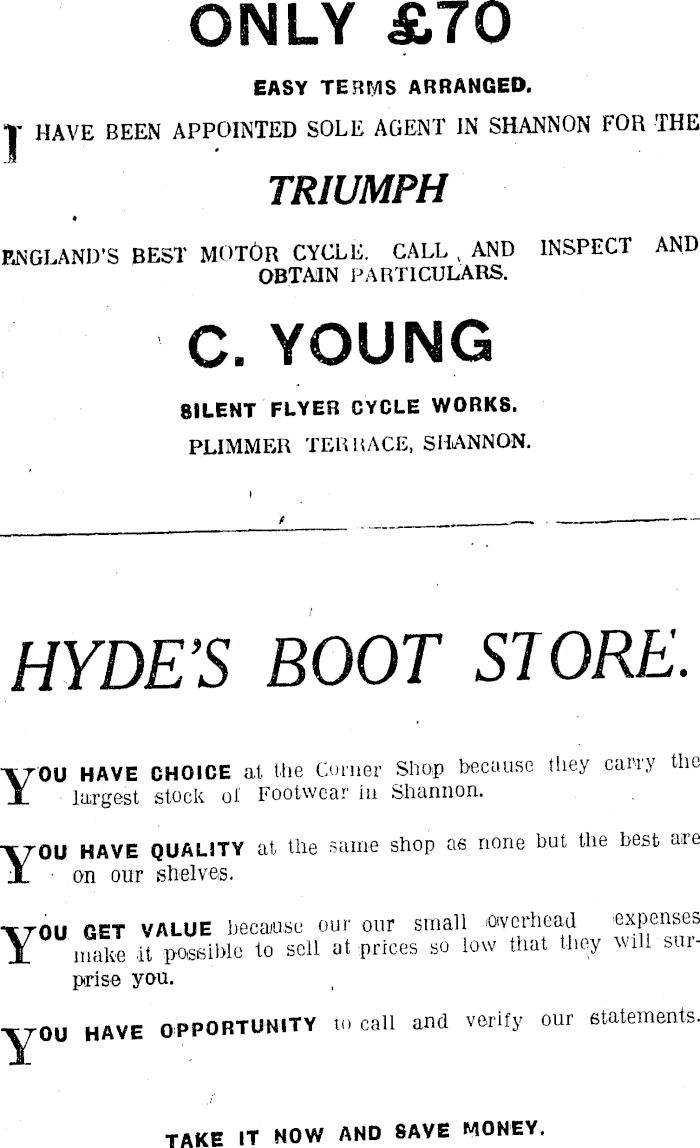 ONLY £70
EASY TERMS ARRANGED.
I HAVE BEEN APPOINTED SOLE AGENT IN SHANNON FOR THE
TRIUMPH
ENGLAND'S BEST MOTOR CYCLE. CALL AND INSPECT AND
OBTAIN PARTICULARS.
C. YOUNG
SILENT FLYER CYCLE WORKS.
PLIMMER TERRACE, SHANNON.
HYDE'S BOOT STORE.
YOU HAVE CHOICE at the Corner Shop because they carry the
largest stock of Footwear in Shannon.
YOU HAVE QUALITY at the same shop as none but the best are
on our shelves.
YOU GET VALUE because our our small overhead expenses
make it possible to sell at prices so low that they will sur-
prise you.
YOU HAVE OPPORTUNITY to call and verify our statements.
TAKE IT NOW AND SAVE MONEY.